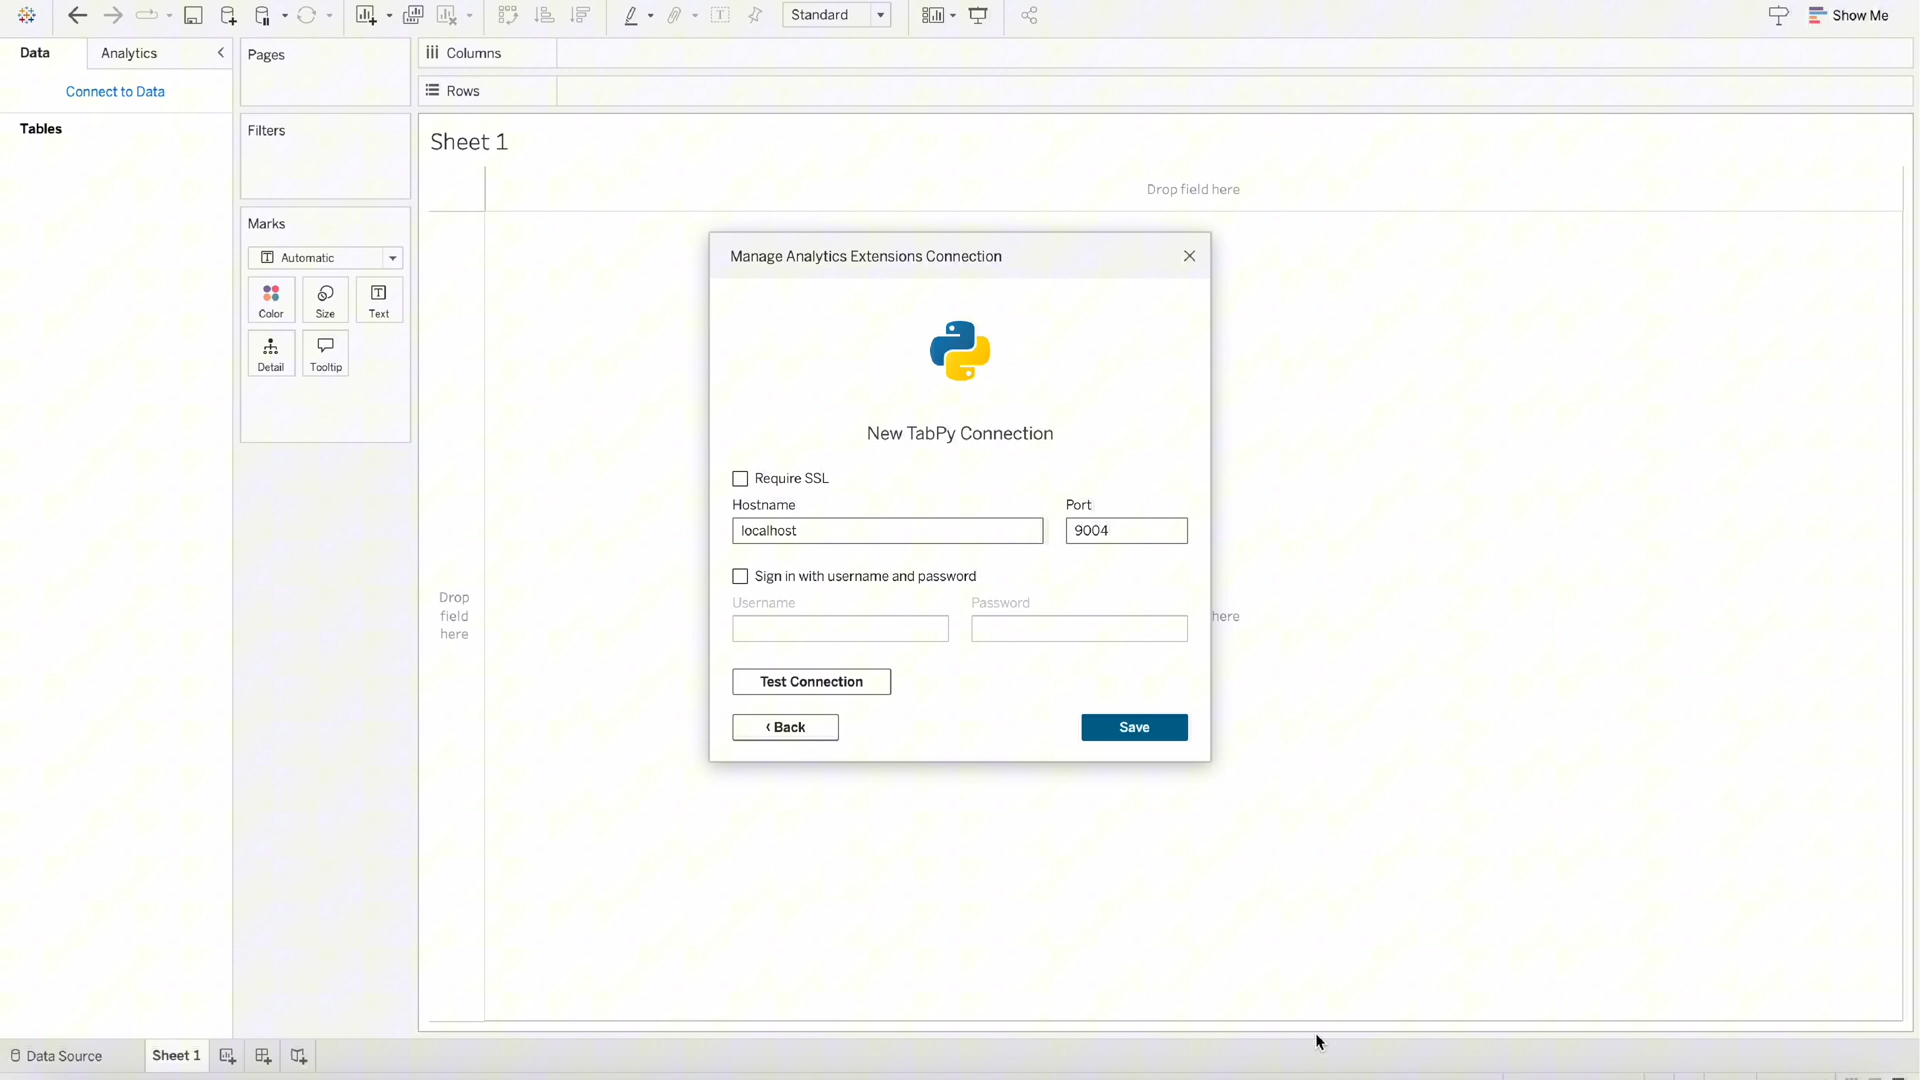 Standard
Show Me
Data
Analytics
Pages
Columns
Connect to Data
Rows
Tables
Filters
Sheet 1
Drop field here
Marks
Automatic
Color
Size
Text
Detail
Tooltip
Manage Analytics Extensions Connection
New TabPy Connection
Require SSL
Hostname
Port
localhost
9004
Sign in with username and password
Username
Password
Drop
field
here
here
Test Connection
‹ Back
Save
Data Source
Sheet 1